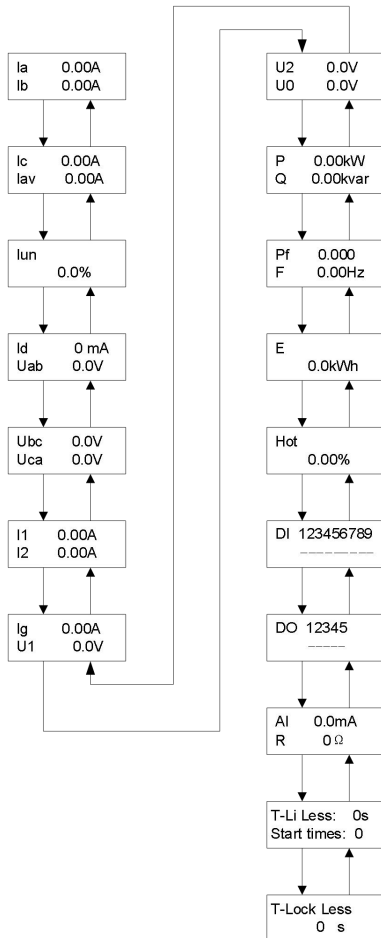 Ia 0.00A
Ib 0.00A
Ic 0.00A
Iav 0.00A
Iun
0.0%
Id 0 mA
Uab 0.0V
Ubc 0.0V
Uca 0.0V
I1 0.00A
I2 0.00A
Ig 0.00A
U1 0.0V
U2 0.0V
U0 0.0V
P 0.00kW
Q 0.00kvar
Pf 0.000
F 0.00Hz
E
0.0kWh
Hot
0.00%
DI 123456789
_________
DO 12345
_____
AI 0.0mA
R 0Ω
T-Li Less: 0s
Start times: 0
T-Lock Less
0 s